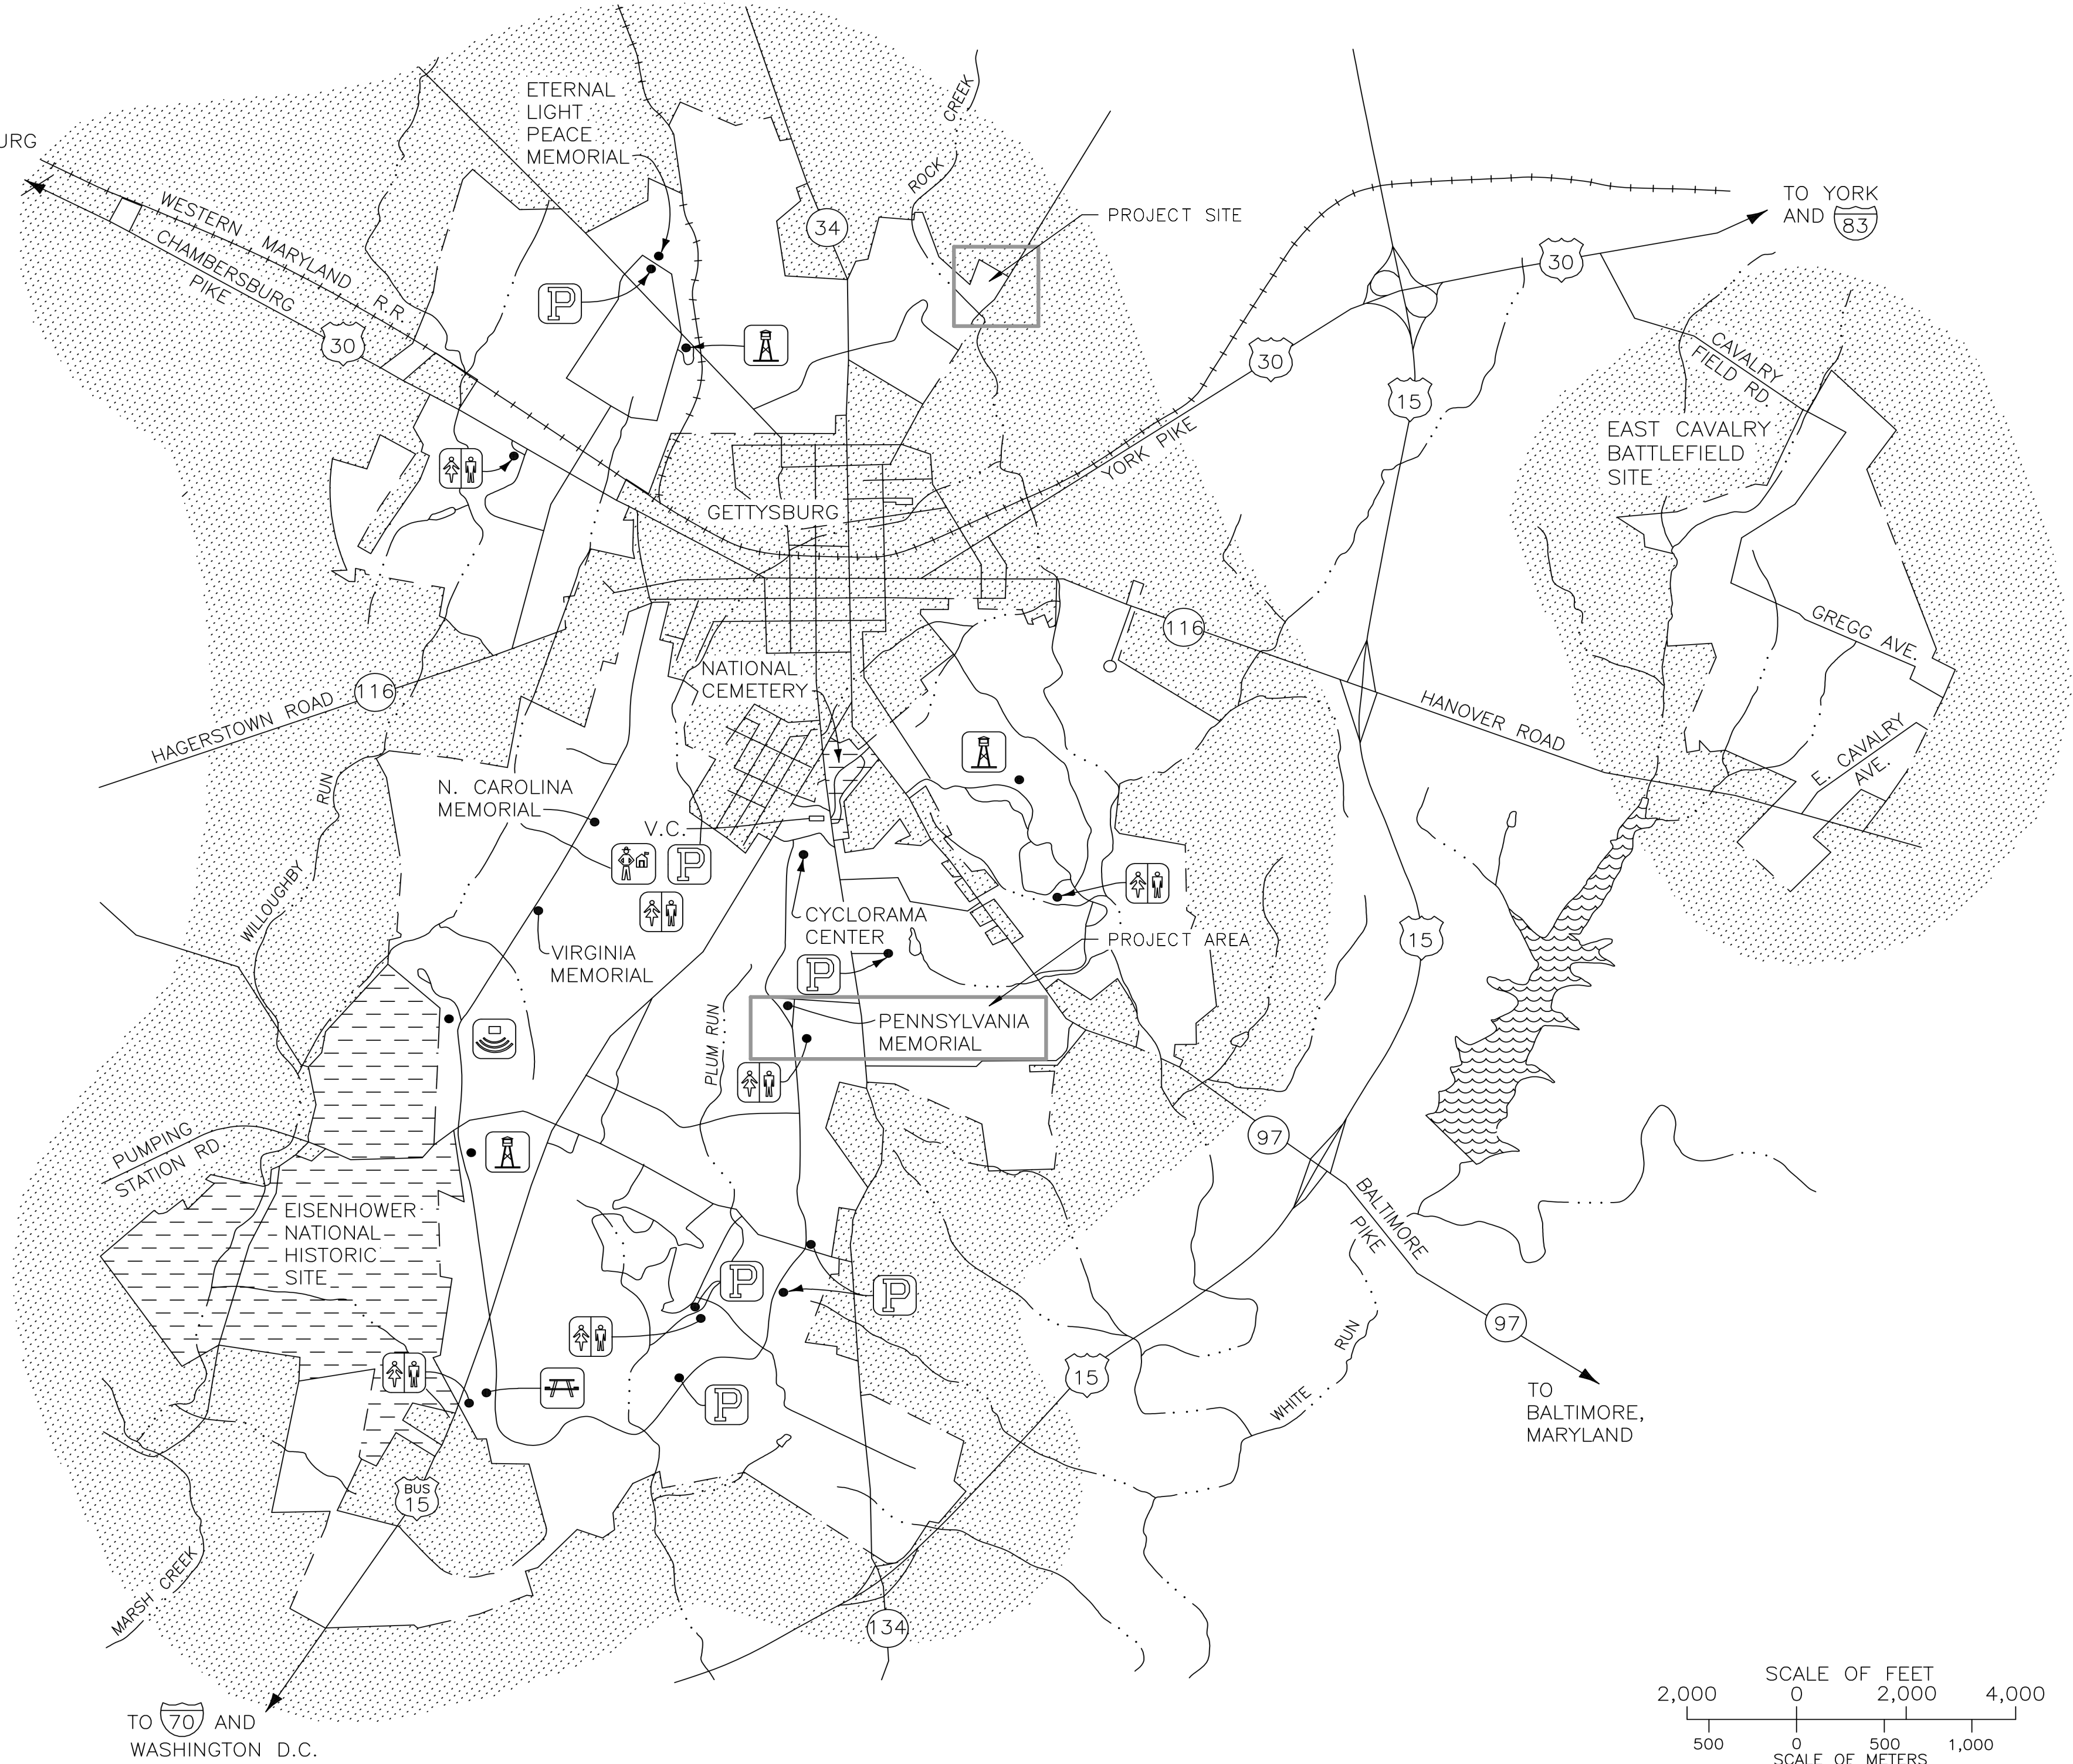 ETERNAL
LIGHT
PEACE
MEMORIAL
CREEK
ROCK
URG
WESTERN MARYLAND R.R.
CHAMBERSBURG
PIKE
30
34
PROJECT SITE
TO YORK
AND 83
30
P
30
15
CAVALRY
FIELD RD
EAST CAVALRY
BATTLEFIELD
SITE
YORK PIKE
GETTYSBURG
116
GREGG AVE.
NATIONAL
CEMETERY
116
HAGERSTOWN ROAD
HANOVER ROAD
E. CAVALRY
AVE.
N. CAROLINA
MEMORIAL
V.C.
P
WILLOUGHBY RUN
CYCLORAMA
CENTER
PROJECT AREA
15
VIRGINIA
MEMORIAL
P
PLUM RUN
PENNSYLVANIA
MEMORIAL
PUMPING
STATION RD.
97
BALTIMORE
PIKE
EISENHOWER
NATIONAL
HISTORIC
SITE
P
P
97
WHITE RUN
15
P
TO
BALTIMORE,
MARYLAND
BUS
15
MARSH CREEK
134
TO 70 AND
WASHINGTON D.C.
SCALE OF FEET
2,000 0 2,000 4,000
500 0 500 1,000
SCALE OF METERS